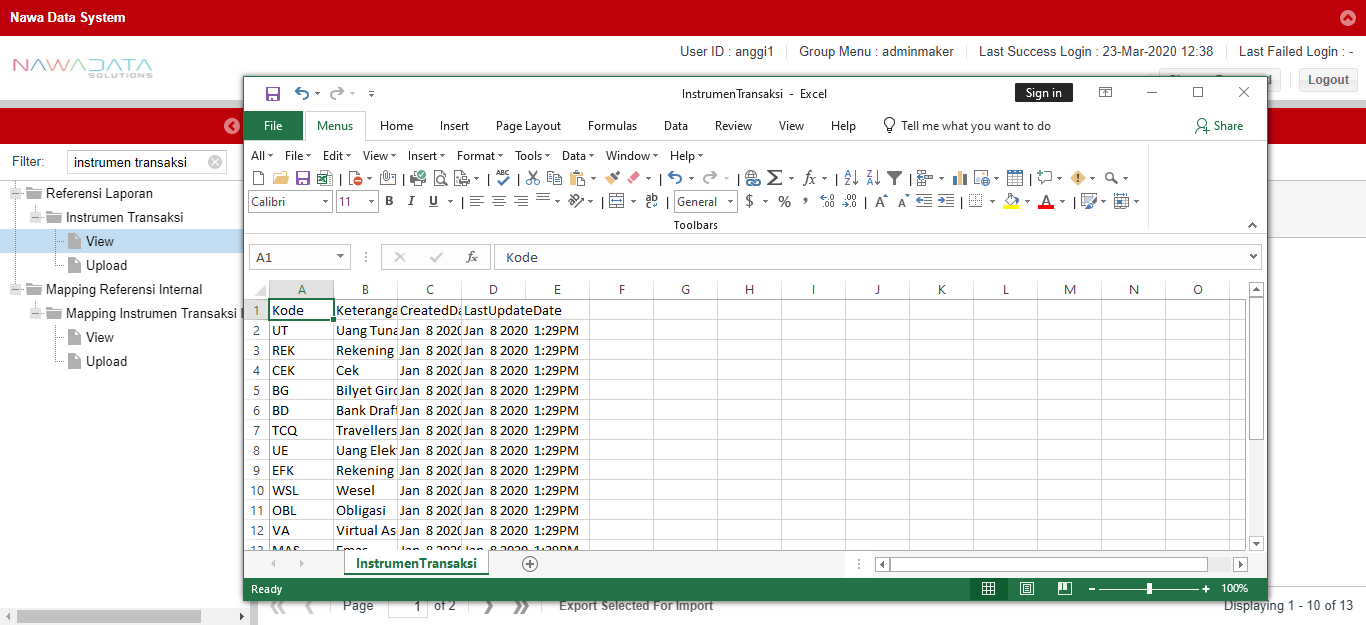 Nawa Data System
User ID : anggi1 Group Menu : adminmaker Last Success Login : 23-Mar-2020 12:38 Last Failed Login : -
NAWADATA
SOLUTIONS
Logout
Filter: instrumen transaksi
Referensi Laporan
Instrumen Transaksi
View
Upload
Mapping Referensi Internal
Mapping Instrumen Transaksi
View
Upload
InstrumenTransaksi - Excel
Sign in
File Menus Home Insert Page Layout Formulas Data Review View Help Tell me what you want to do Share
All File Edit View Insert Format Tools Data Window Help
Calibri 11 B I U General $ % ,
Toolbars
A1 fx Kode
A B C D E F G H I J K L M N O
1 Kode Keteranga CreatedDa LastUpdateDate
2 UT Uang Tuna Jan 8 2020 Jan 8 2020 1:29PM
3 REK Rekening Jan 8 2020 Jan 8 2020 1:29PM
4 CEK Cek Jan 8 2020 Jan 8 2020 1:29PM
5 BG Bilyet Giro Jan 8 2020 Jan 8 2020 1:29PM
6 BD Bank Draft Jan 8 2020 Jan 8 2020 1:29PM
7 TCQ Travellers Jan 8 2020 Jan 8 2020 1:29PM
8 UE Uang Elek Jan 8 2020 Jan 8 2020 1:29PM
9 EFK Rekening Jan 8 2020 Jan 8 2020 1:29PM
10 WSL Wesel Jan 8 2020 Jan 8 2020 1:29PM
11 OBL Obligasi Jan 8 2020 Jan 8 2020 1:29PM
12 VA Virtual As Jan 8 2020 Jan 8 2020 1:29PM
13 MAS Emas Jan 8 2020 Jan 8 2020 1:29PM
InstrumenTransaksi
Ready 100%
Page 1 of 2 Export Selected For Import Displaying 1 - 10 of 13